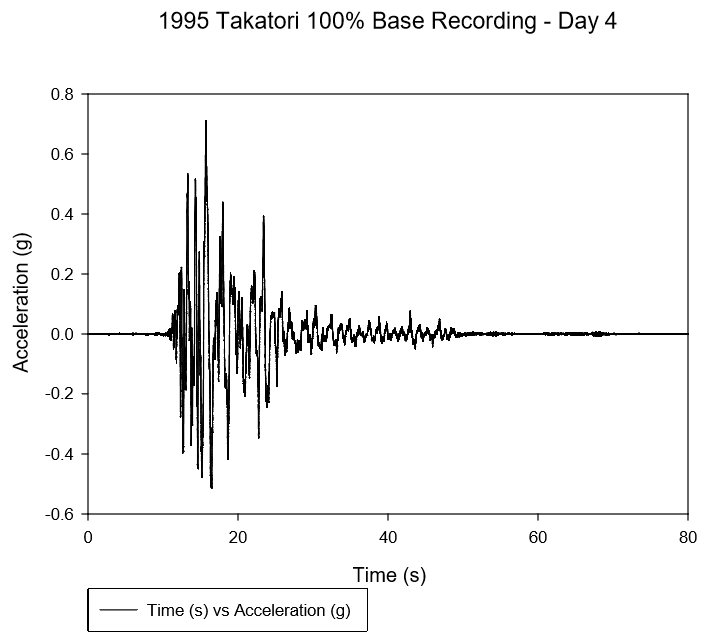 1995 Takatori 100% Base Recording - Day 4
0.8
0.6
0.4
0.2
0.0
-0.2
-0.4
-0.6
Acceleration (g)
0 20 40 60 80
Time (s)
Time (s) vs Acceleration (g)